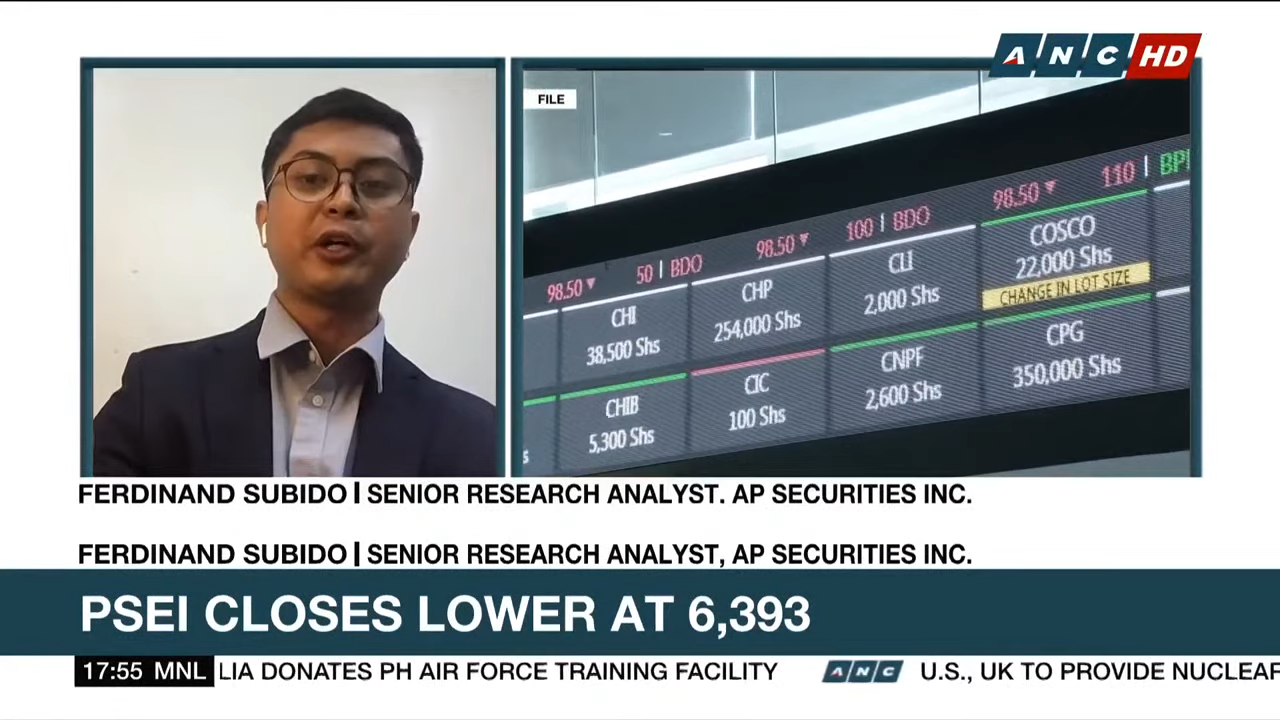 ANC HD
FILE
98.50▼ 50 | BDO 98.50▼ 100 | BDO 98.50▼ 110 |
CHI
38,500 Shs
CHP
254,000 Shs
CLI
2,000 Shs
COSCO
22,000 Shs
CHANGE IN LOT SIZE
CHIB
5,300 Shs
CIC
100 Shs
CNPF
2,600 Shs
CPG
350,000 Shs
FERDINAND SUBIDO | SENIOR RESEARCH ANALYST. AP SECURITIES INC.
FERDINAND SUBIDO | SENIOR RESEARCH ANALYST, AP SECURITIES INC.
PSEI CLOSES LOWER AT 6,393
17:55 MNL LIA DONATES PH AIR FORCE TRAINING FACILITY ANC U.S., UK TO PROVIDE NUCLEAR